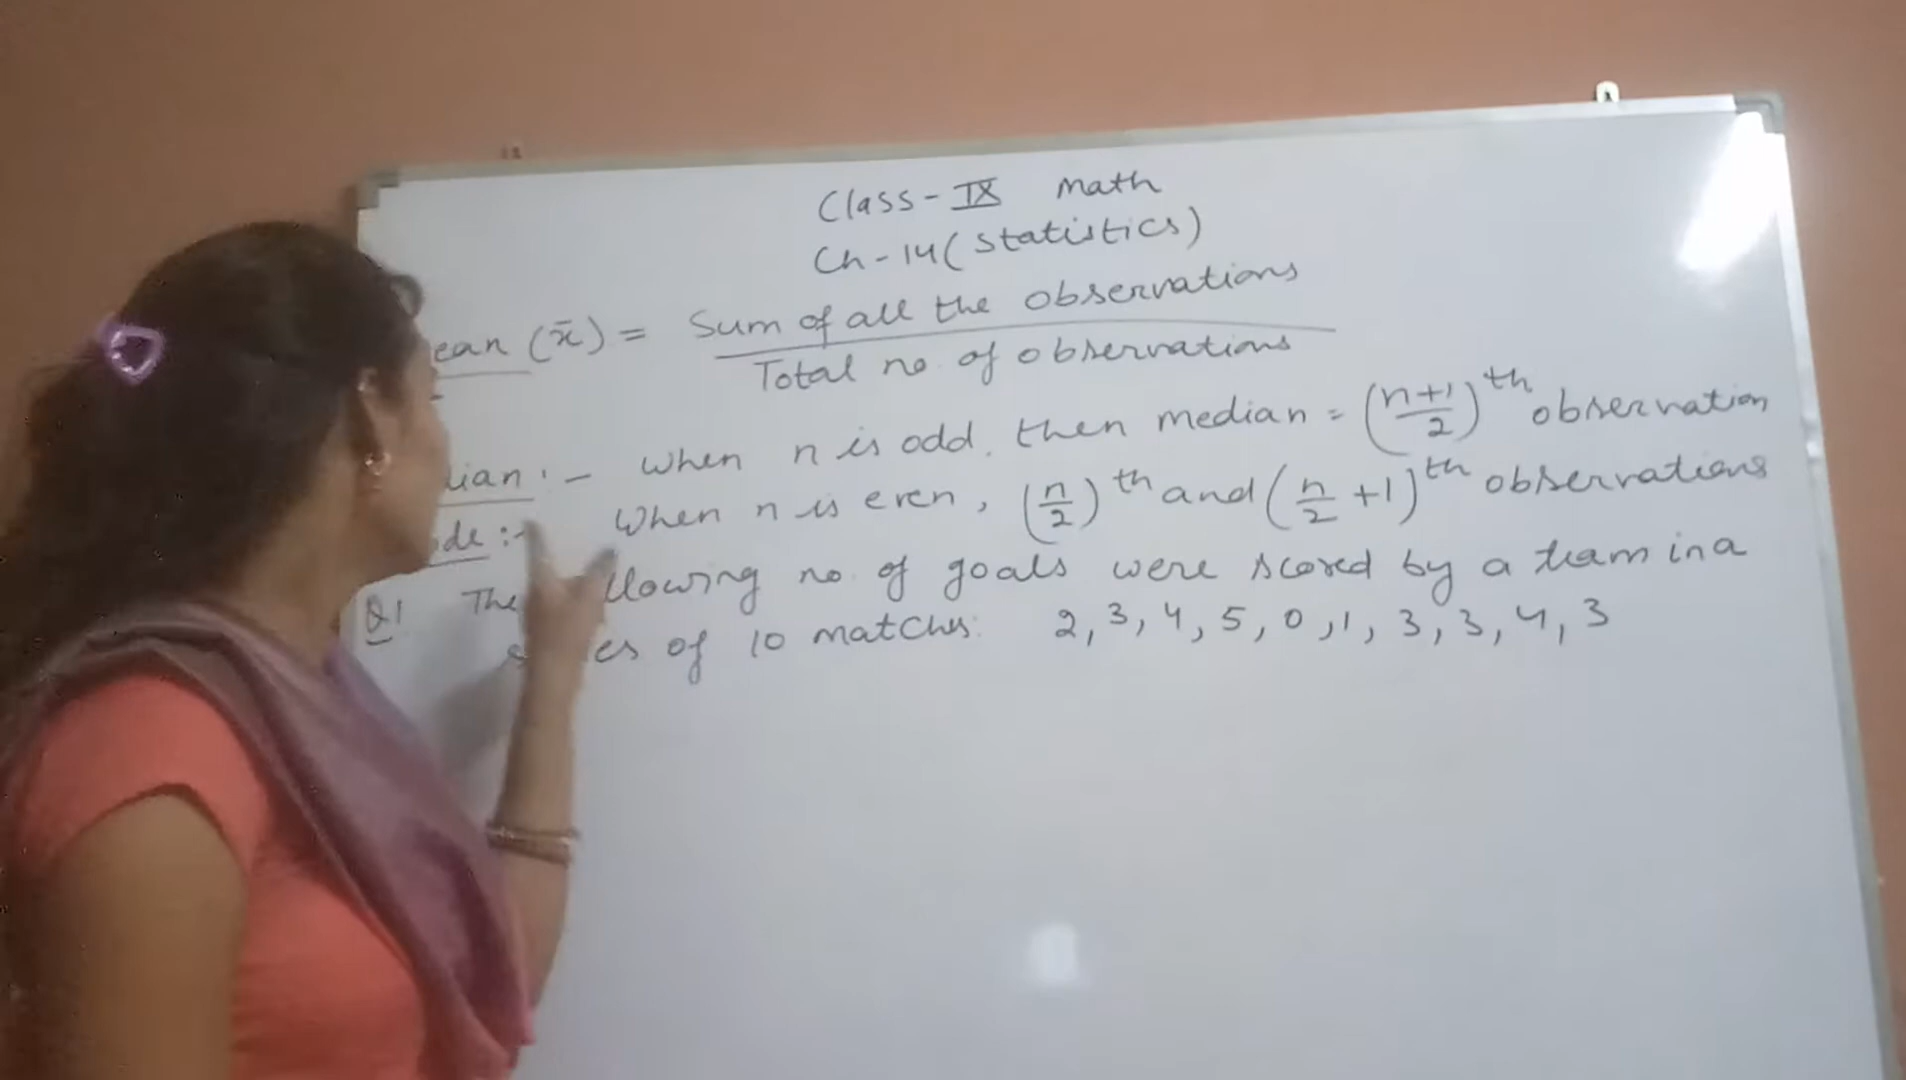 Class-IX Math
Ch-14 (Statistics)
ean (x̄) = Sum of all the observations
Total no. of observations
dian :- When n is odd, then median = (n+1/2)th observation
When n is even, (n/2)th and (n/2 +1)th observations
de :-
Q1. The llowing no. of goals were scored by a team in a
s es of 10 matches: 2, 3, 4, 5, 0, 1, 3, 3, 4, 3